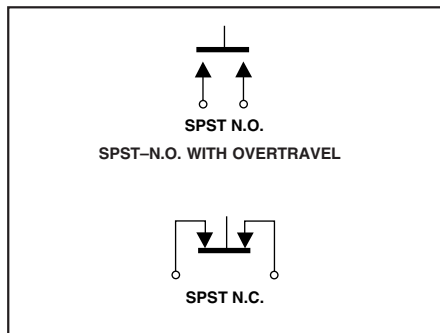 SPST N.O.
SPST–N.O. WITH OVERTRAVEL
SPST N.C.